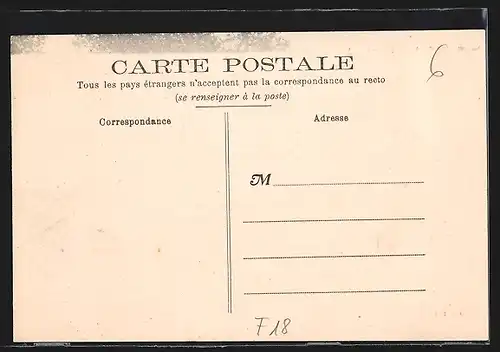 CARTE POSTALE
6
Tous les pays étrangers n'acceptent pas la correspondance au recto
(se renseigner à la poste)
Correspondance
Adresse
M
F18